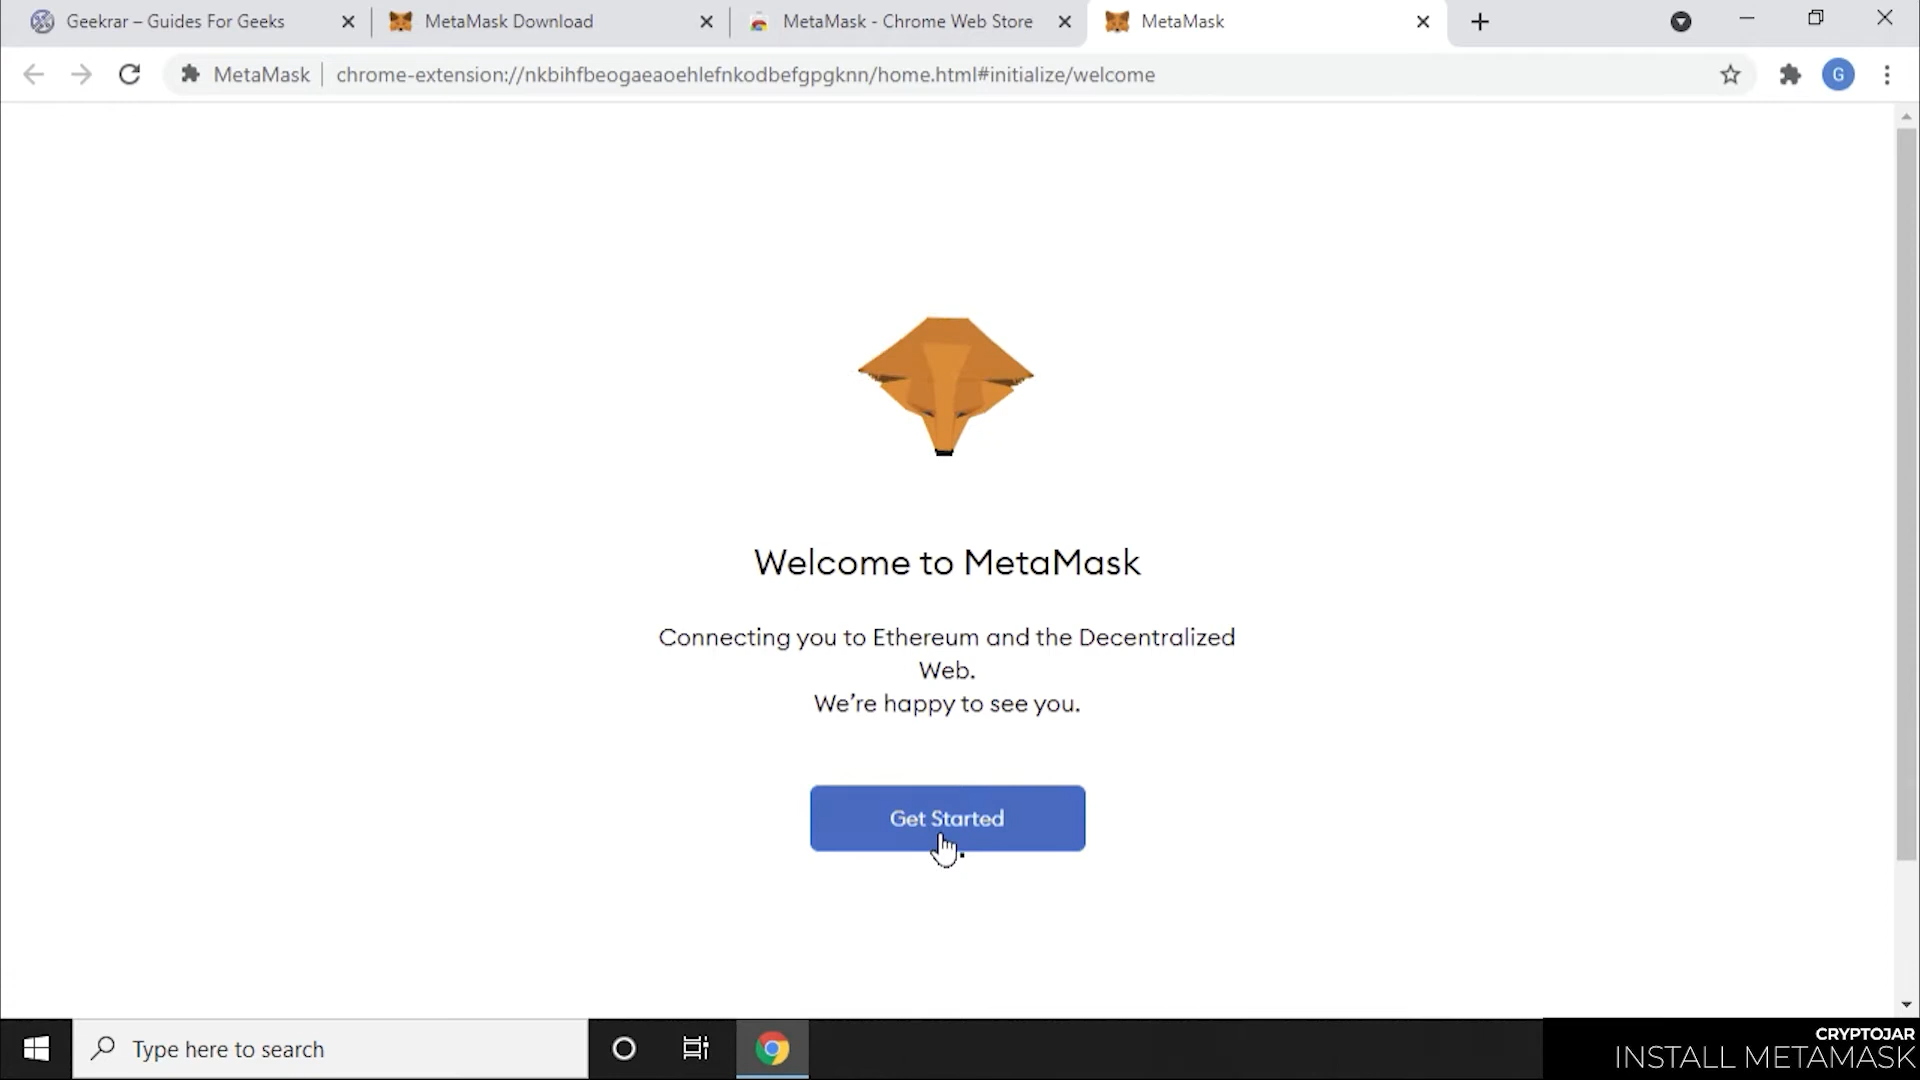 Geekrar – Guides For Geeks
MetaMask Download
MetaMask - Chrome Web Store
MetaMask
MetaMask
chrome-extension://nkbihfbeogaeaoehlefnkodbefgpgknn/home.html#initialize/welcome
G
Welcome to MetaMask
Connecting you to Ethereum and the Decentralized
Web.
We're happy to see you.
Get Started
Type here to search
CRYPTOJAR
INSTALL METAMASK